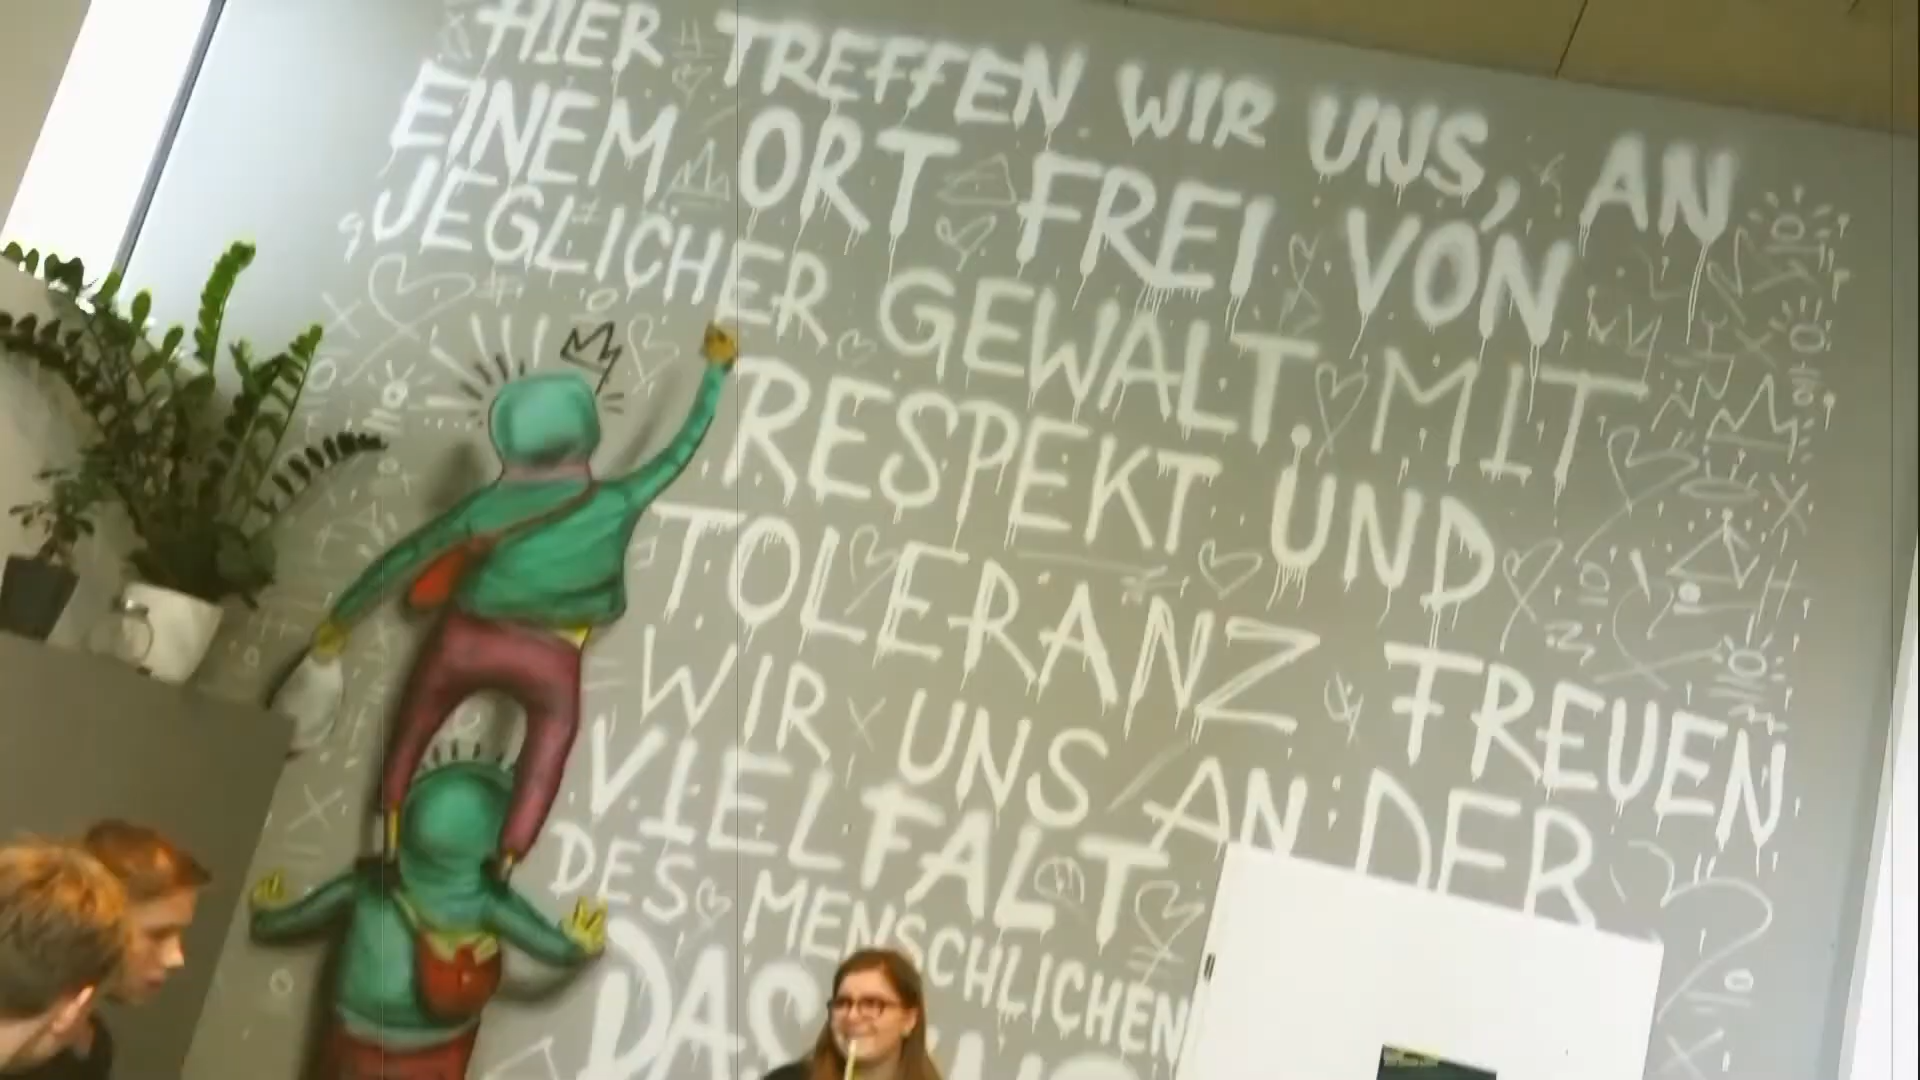 HIER TREFFEN WIR UNS, AN
EINEM ORT FREI VON
JEGLICHER GEWALT. MIT
RESPEKT UND
TOLERANZ FREUEN
WIR UNS AN DER
VIELFALT
DES MENSCHLICHEN
DAS